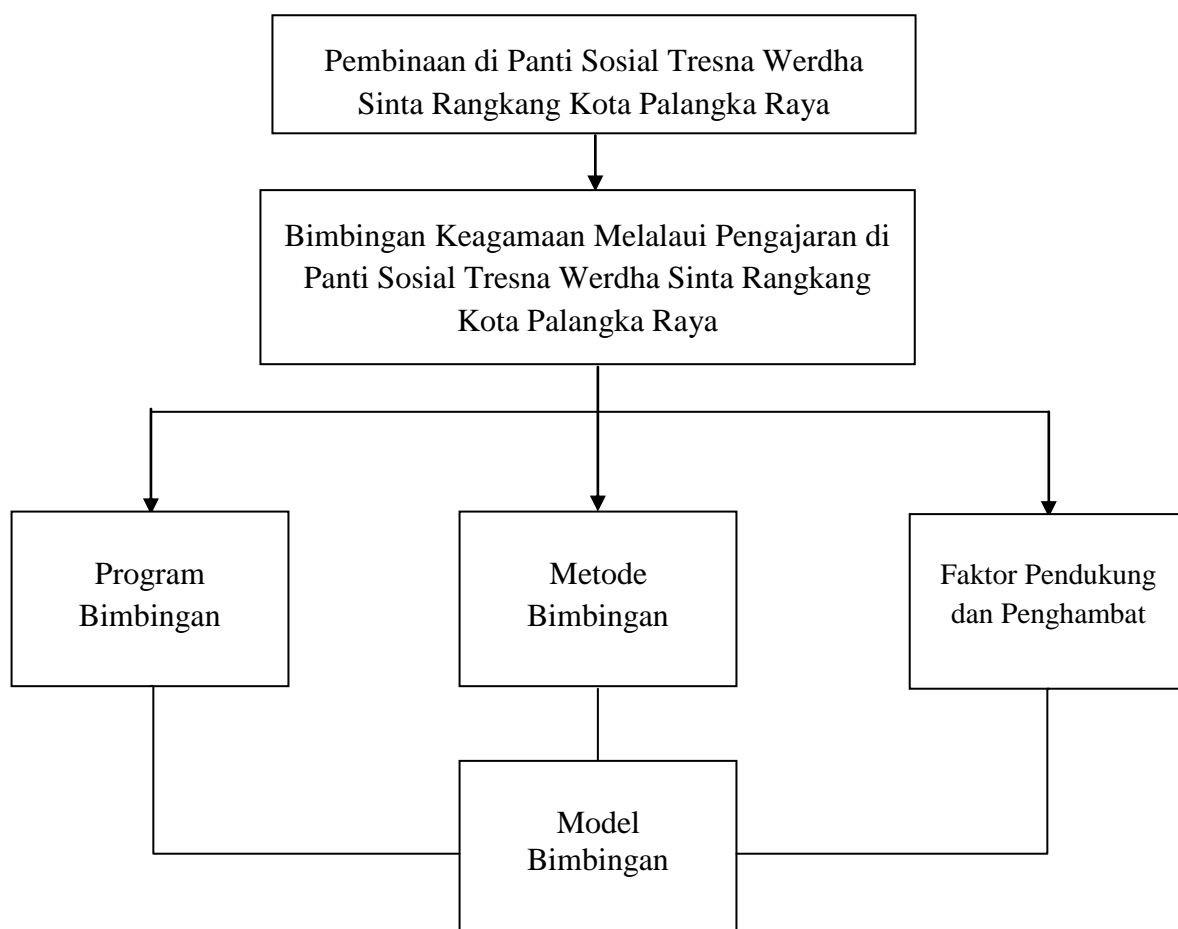 Pembinaan di Panti Sosial Tresna Werdha
Sinta Rangkang Kota Palangka Raya
Bimbingan Keagamaan Melalaui Pengajaran di
Panti Sosial Tresna Werdha Sinta Rangkang
Kota Palangka Raya
Program
Bimbingan
Metode
Bimbingan
Faktor Pendukung
dan Penghambat
Model
Bimbingan